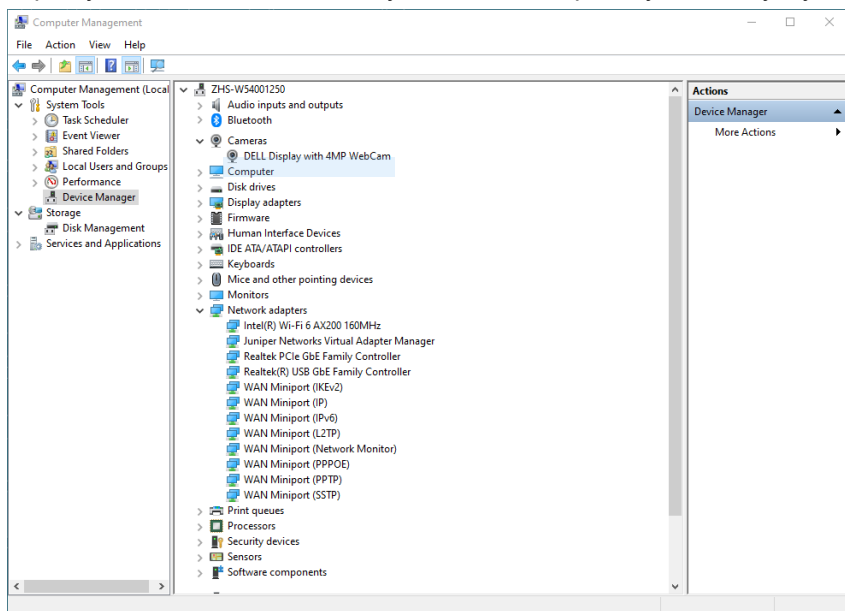 Computer Management
File Action View Help
Computer Management (Local
System Tools
Task Scheduler
Event Viewer
Shared Folders
Local Users and Groups
Performance
Device Manager
Storage
Disk Management
Services and Applications
ZHS-W54001250
Audio inputs and outputs
Bluetooth
Cameras
DELL Display with 4MP WebCam
Computer
Disk drives
Display adapters
Firmware
Human Interface Devices
IDE ATA/ATAPI controllers
Keyboards
Mice and other pointing devices
Monitors
Network adapters
Intel(R) Wi-Fi 6 AX200 160MHz
Juniper Networks Virtual Adapter Manager
Realtek PCIe GbE Family Controller
Realtek(R) USB GbE Family Controller
WAN Miniport (IKEv2)
WAN Miniport (IP)
WAN Miniport (IPv6)
WAN Miniport (L2TP)
WAN Miniport (Network Monitor)
WAN Miniport (PPPOE)
WAN Miniport (PPTP)
WAN Miniport (SSTP)
Print queues
Processors
Security devices
Sensors
Software components
Actions
Device Manager
More Actions